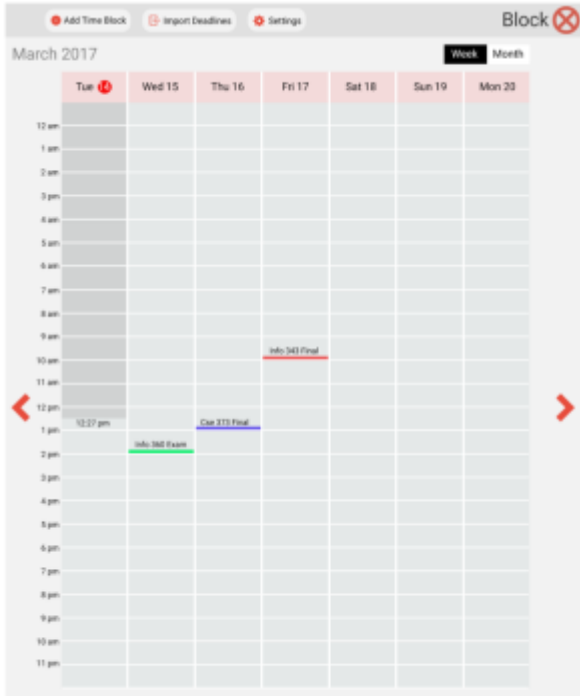 Add Time Block Import Deadlines Settings Block
March 2017 Week Month
Tue 14 Wed 15 Thu 16 Fri 17 Sat 18 Sun 19 Mon 20
12 am
1 am
2 am
3 pm
4 am
5 am
6 am
7 am
8 am
9 am
Info 343 Final
10 am
11 am
12 pm
12:27 pm Cse 373 Final
1 pm
Info 360 Exam
2 pm
3 pm
4 pm
5 pm
6 pm
7 pm
8 pm
9 pm
10 am
11 pm